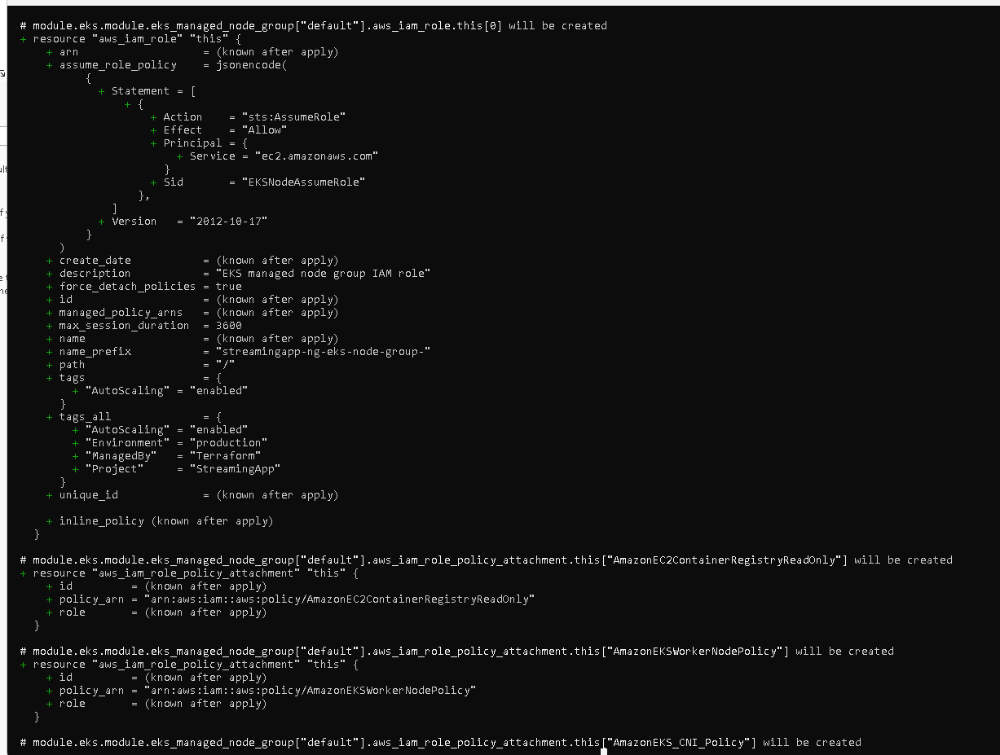 # module.eks.module.eks_managed_node_group["default"].aws_iam_role.this[0] will be created
+ resource "aws_iam_role" "this" {
    + arn                   = (known after apply)
    + assume_role_policy    = jsonencode(
          {
            + Statement = [
                + {
                    + Action    = "sts:AssumeRole"
                    + Effect    = "Allow"
                    + Principal = {
                        + Service = "ec2.amazonaws.com"
                      }
                    + Sid       = "EKSNodeAssumeRole"
                  },
              ]
            + Version   = "2012-10-17"
          }
      )
    + create_date           = (known after apply)
    + description           = "EKS managed node group IAM role"
    + force_detach_policies = true
    + id                    = (known after apply)
    + managed_policy_arns   = (known after apply)
    + max_session_duration  = 3600
    + name                  = (known after apply)
    + name_prefix           = "streamingapp-ng-eks-node-group-"
    + path                  = "/"
    + tags                  = {
        + "AutoScaling" = "enabled"
      }
    + tags_all              = {
        + "AutoScaling" = "enabled"
        + "Environment" = "production"
        + "ManagedBy"   = "Terraform"
        + "Project"     = "StreamingApp"
      }
    + unique_id             = (known after apply)
    + inline_policy (known after apply)
  }
# module.eks.module.eks_managed_node_group["default"].aws_iam_role_policy_attachment.this["AmazonEC2ContainerRegistryReadOnly"] will be created
+ resource "aws_iam_role_policy_attachment" "this" {
    + id         = (known after apply)
    + policy_arn = "arn:aws:iam::aws:policy/AmazonEC2ContainerRegistryReadOnly"
    + role       = (known after apply)
  }
# module.eks.module.eks_managed_node_group["default"].aws_iam_role_policy_attachment.this["AmazonEKSWorkerNodePolicy"] will be created
+ resource "aws_iam_role_policy_attachment" "this" {
    + id         = (known after apply)
    + policy_arn = "arn:aws:iam::aws:policy/AmazonEKSWorkerNodePolicy"
    + role       = (known after apply)
  }
# module.eks.module.eks_managed_node_group["default"].aws_iam_role_policy_attachment.this["AmazonEKS_CNI_Policy"] will be created